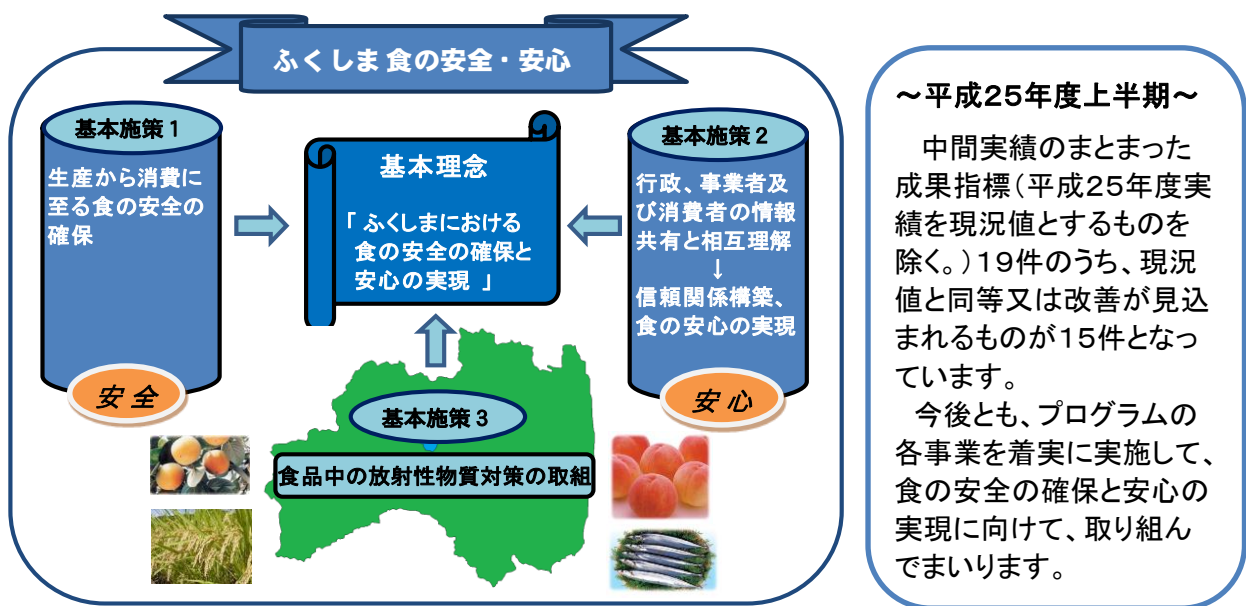 ふくしま 食の安全・安心
基本施策1
生産から消費に
至る食の安全の
確保
安 全
基本理念
「 ふくしまにおける
食の安全の確保と
安心の実現 」
基本施策2
行政、事業者及
び消費者の情報
共有と相互理解
↓
信頼関係構築、
食の安心の実現
安 心
基本施策3
食品中の放射性物質対策の取組
～平成25年度上半期～
中間実績のまとまった
成果指標(平成25年度実
績を現況値とするものを
除く。)19件のうち、現況
値と同等又は改善が見込
まれるものが15件となっ
ています。
今後とも、プログラムの
各事業を着実に実施して、
食の安全の確保と安心の
実現に向けて、取り組ん
でまいります。